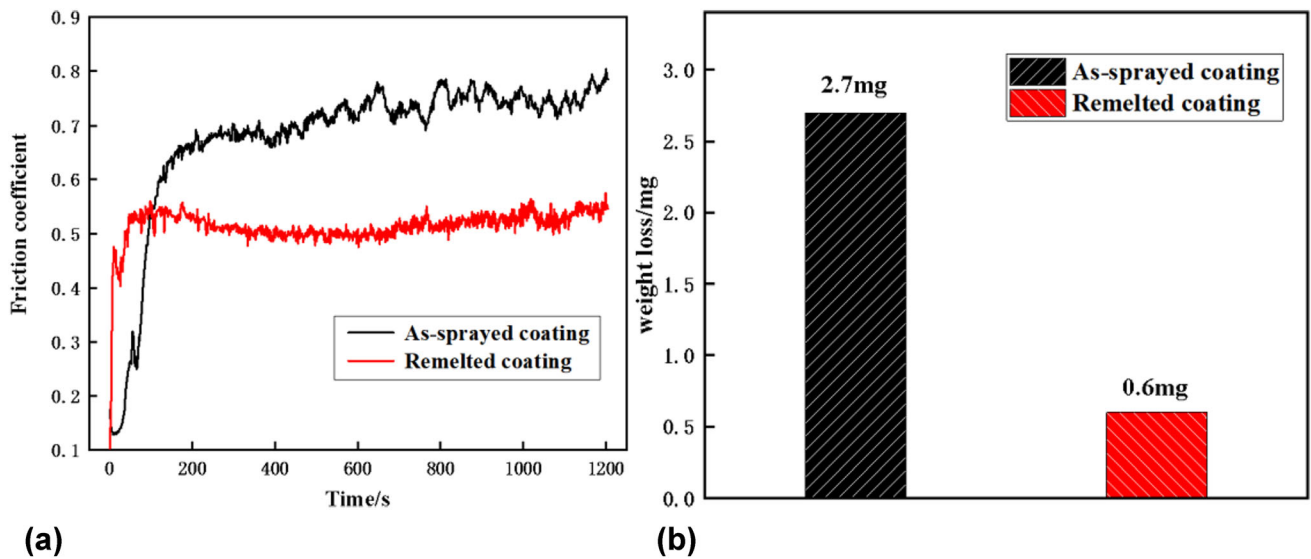 0.9
0.8
0.7
0.6
0.5
0.4
0.3
0.2
0.1
Friction coefficient
As-sprayed coating
Remelted coating
0 200 400 600 800 1000 1200
Time/s
(a)
3.0
2.5
2.0
1.5
1.0
0.5
0.0
weight loss/mg
2.7mg
As-sprayed coating
Remelted coating
0.6mg
(b)